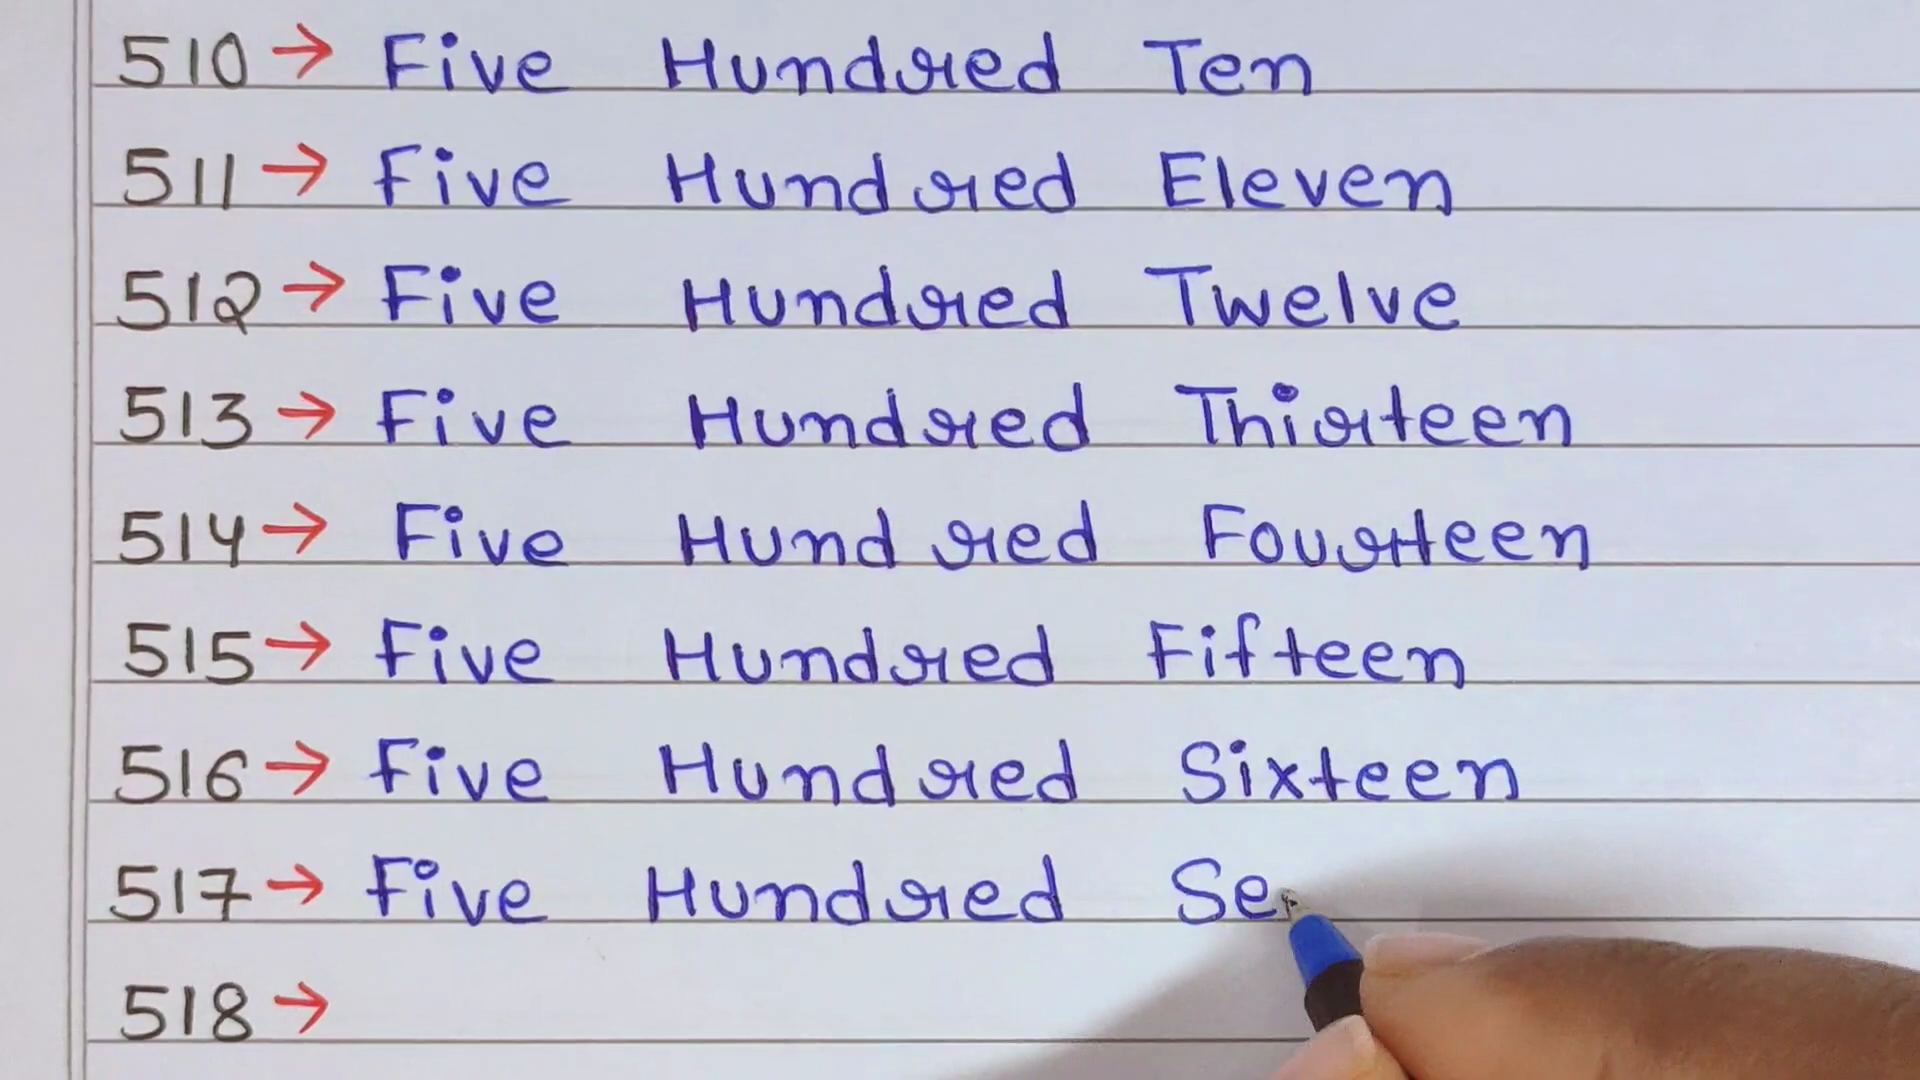 510 → Five Hundred Ten
511 → Five Hundred Eleven
512 → Five Hundred Twelve
513 → Five Hundred Thirteen
514 → Five Hundred Fourteen
515 → Five Hundred Fifteen
516 → Five Hundred Sixteen
517 → Five Hundred Se
518 →